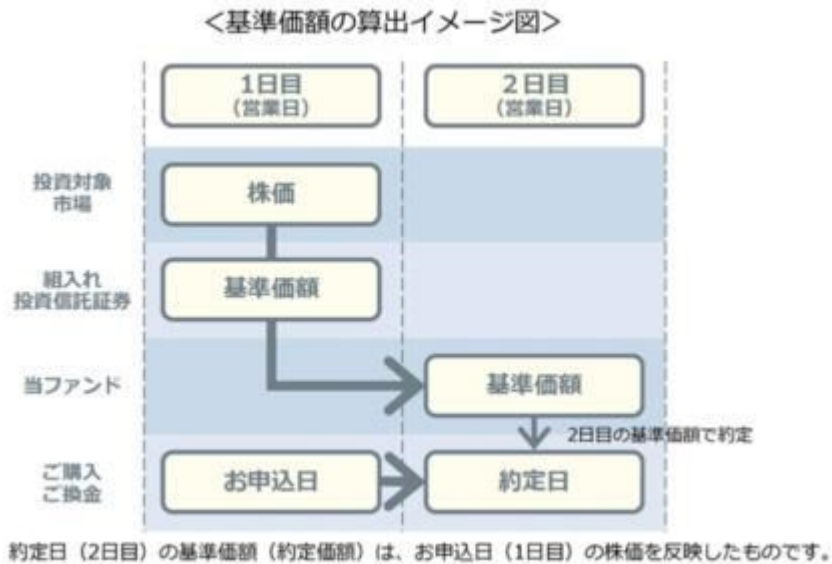 ＜基準価額の算出イメージ図＞
1日目
（営業日）
２日目
（営業日）
投資対象
市場
株価
組入れ
投資信託証券
基準価額
当ファンド
基準価額
2日目の基準価額で約定
ご購入
ご換金
お申込日
約定日
約定日（2日目）の基準価額（約定価額）は、お申込日（1日目）の株価を反映したものです。